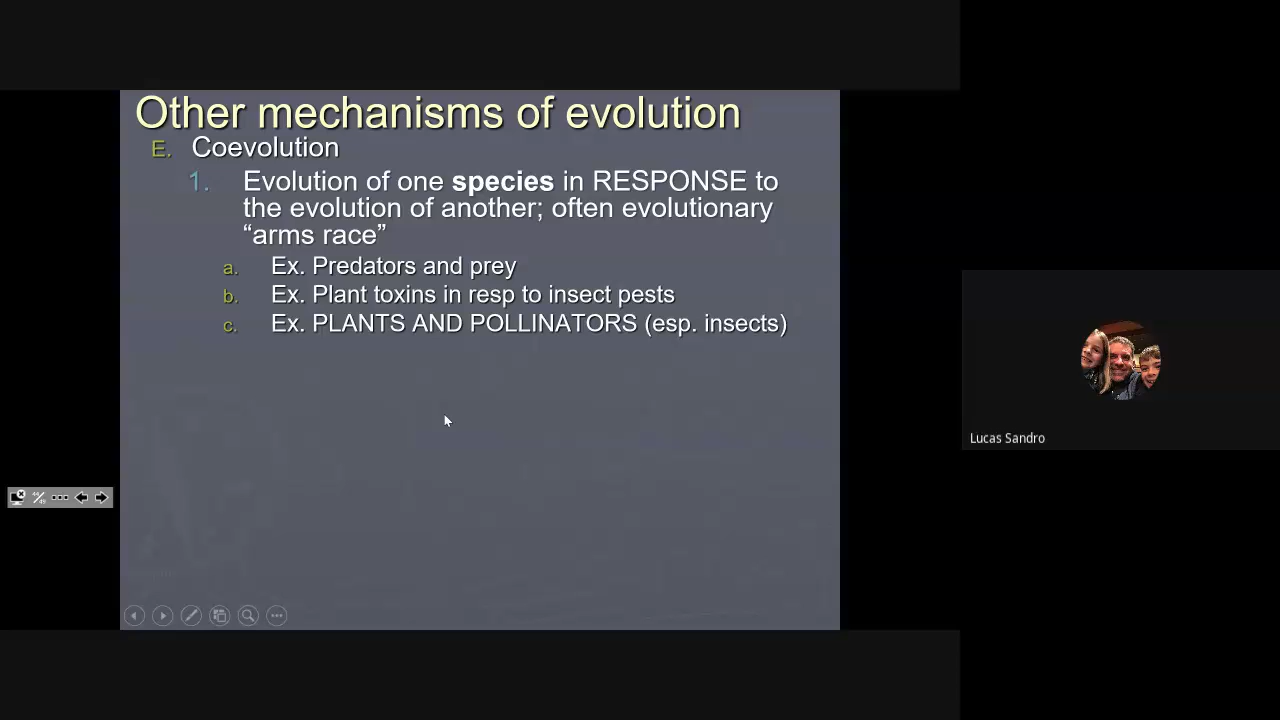 Other mechanisms of evolution
E. Coevolution
1. Evolution of one species in RESPONSE to
the evolution of another; often evolutionary
“arms race”
a. Ex. Predators and prey
b. Ex. Plant toxins in resp to insect pests
c. Ex. PLANTS AND POLLINATORS (esp. insects)
Lucas Sandro